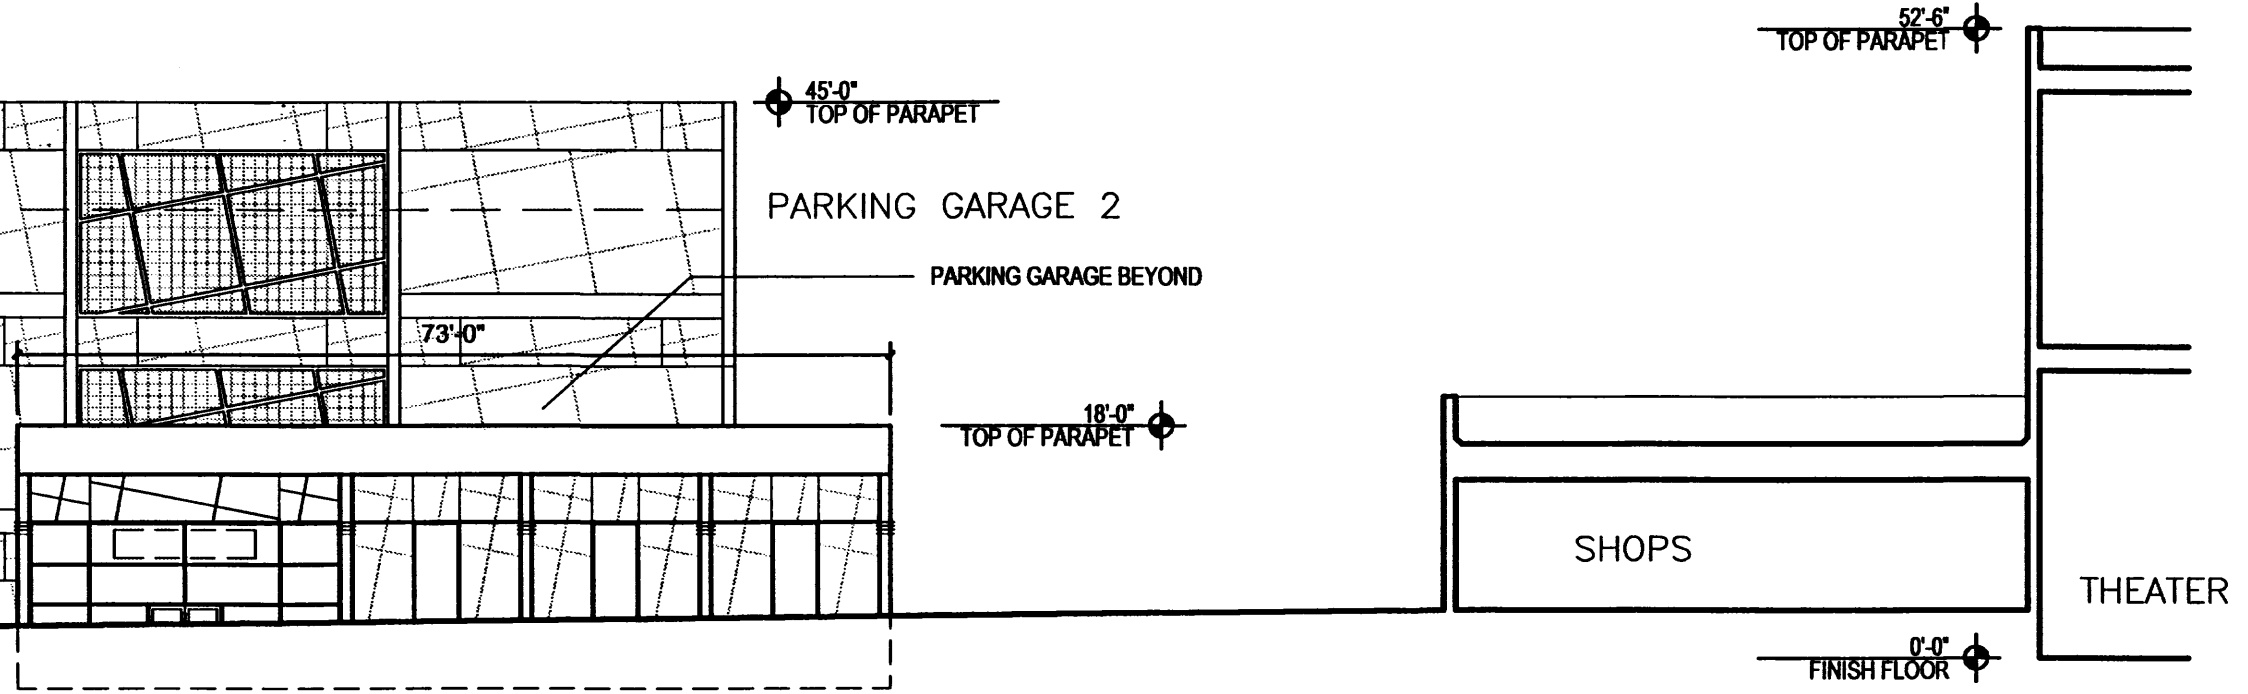 52'-6"
TOP OF PARAPET
45'-0"
TOP OF PARAPET
PARKING GARAGE 2
PARKING GARAGE BEYOND
73'-0"
18'-0"
TOP OF PARAPET
SHOPS
THEATER
0'-0"
FINISH FLOOR